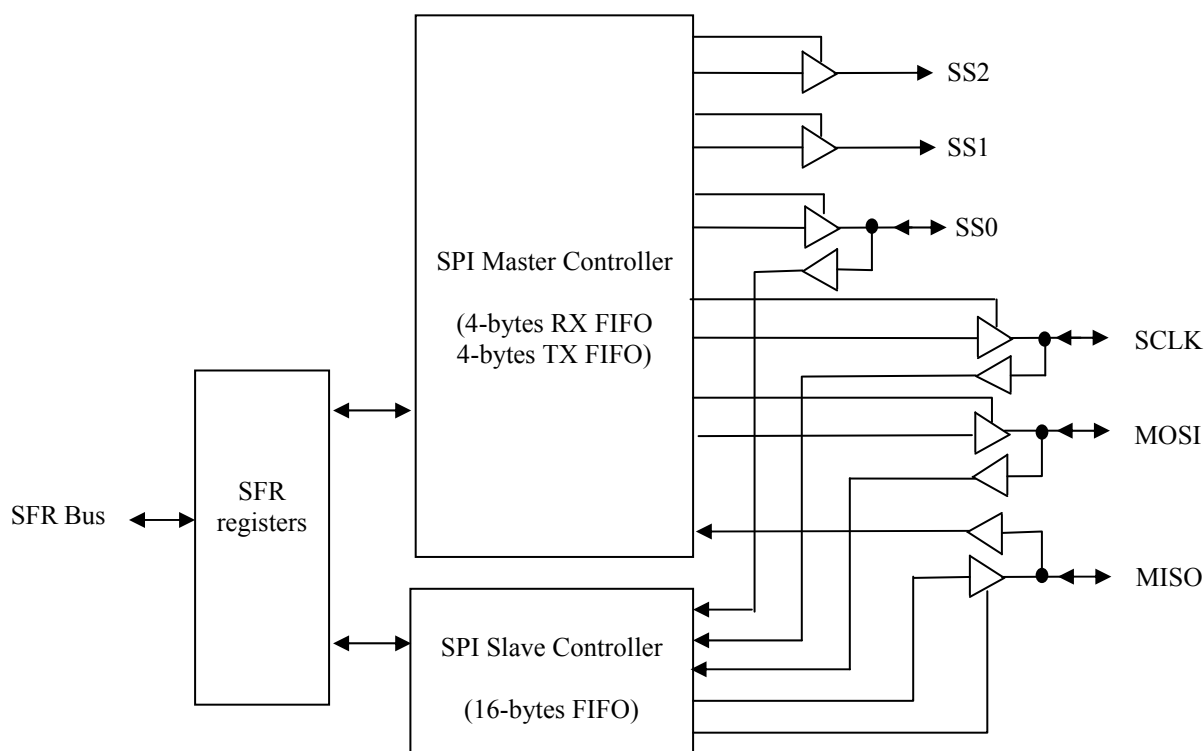 SS2
SS1
SS0
SPI Master Controller
(4-bytes RX FIFO
4-bytes TX FIFO)
SCLK
MOSI
SFR Bus
SFR
registers
MISO
SPI Slave Controller
(16-bytes FIFO)